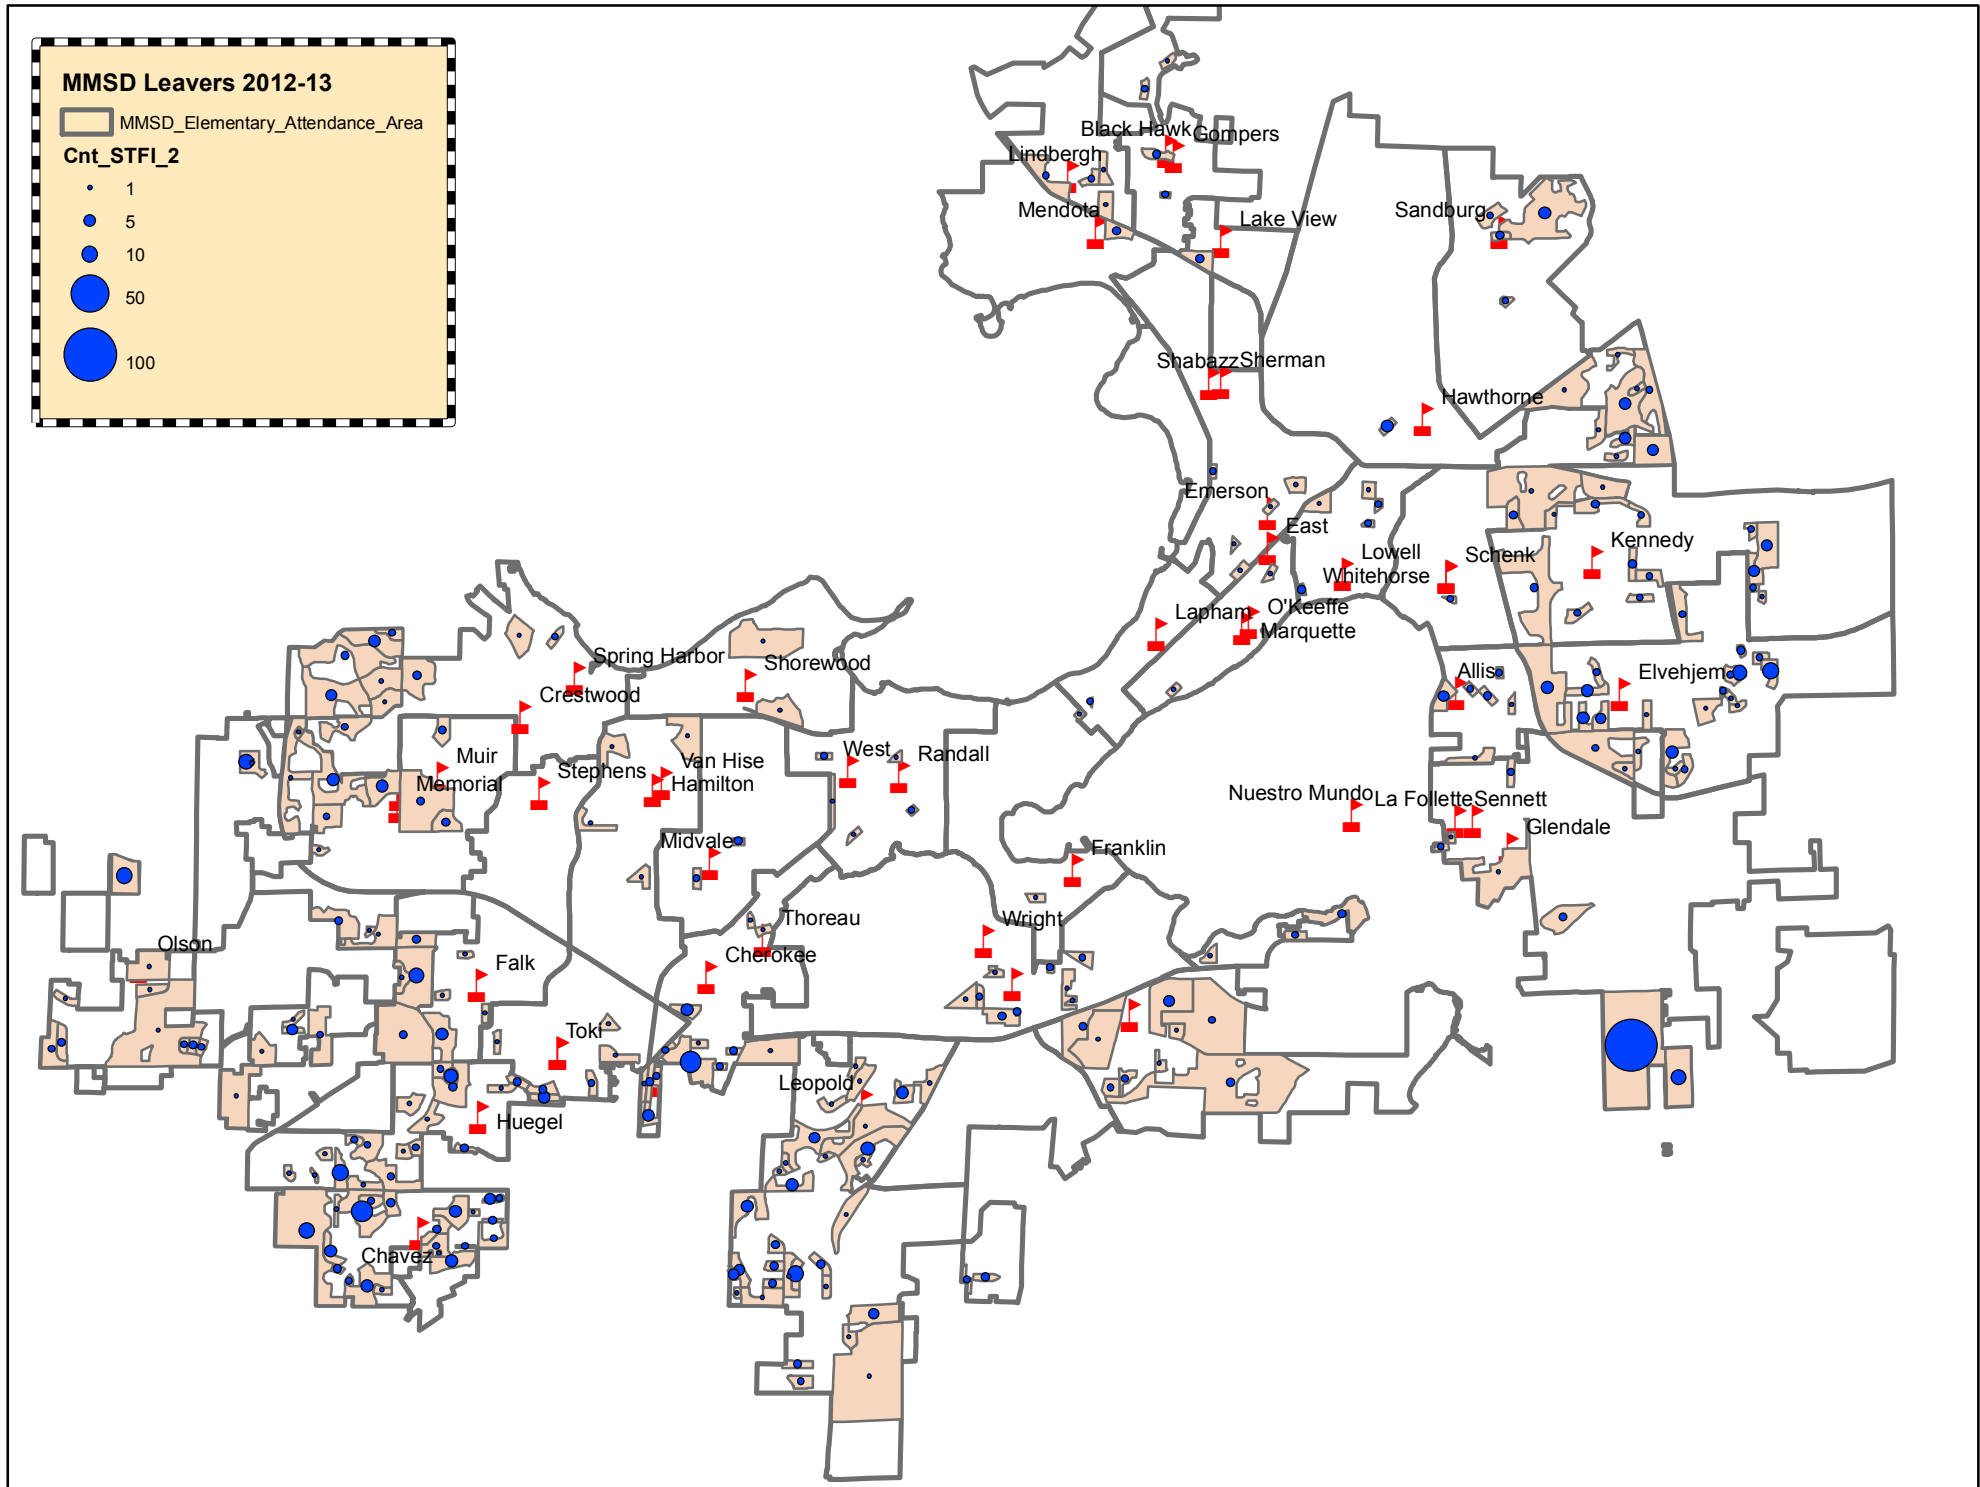 MMSD Leavers 2012-13
MMSD_Elementary_Attendance_Area
Cnt_STFI_2
1
5
10
50
100
Black Hawk
Gompers
Lindbergh
Mendota
Lake View
Sandburg
Shabazz
Sherman
Hawthorne
Emerson
East
Lowell
Whitehorse
Schenk
Kennedy
Lapham
O'Keeffe
Marquette
Spring Harbor
Shorewood
Crestwood
Allis
Elvehjem
Muir
Memorial
Stephens
Van Hise
Hamilton
West
Randall
Midvale
Nuestro Mundo
La Follette
Sennett
Glendale
Franklin
Thoreau
Wright
Cherokee
Olson
Falk
Toki
Leopold
Huegel
Chavez